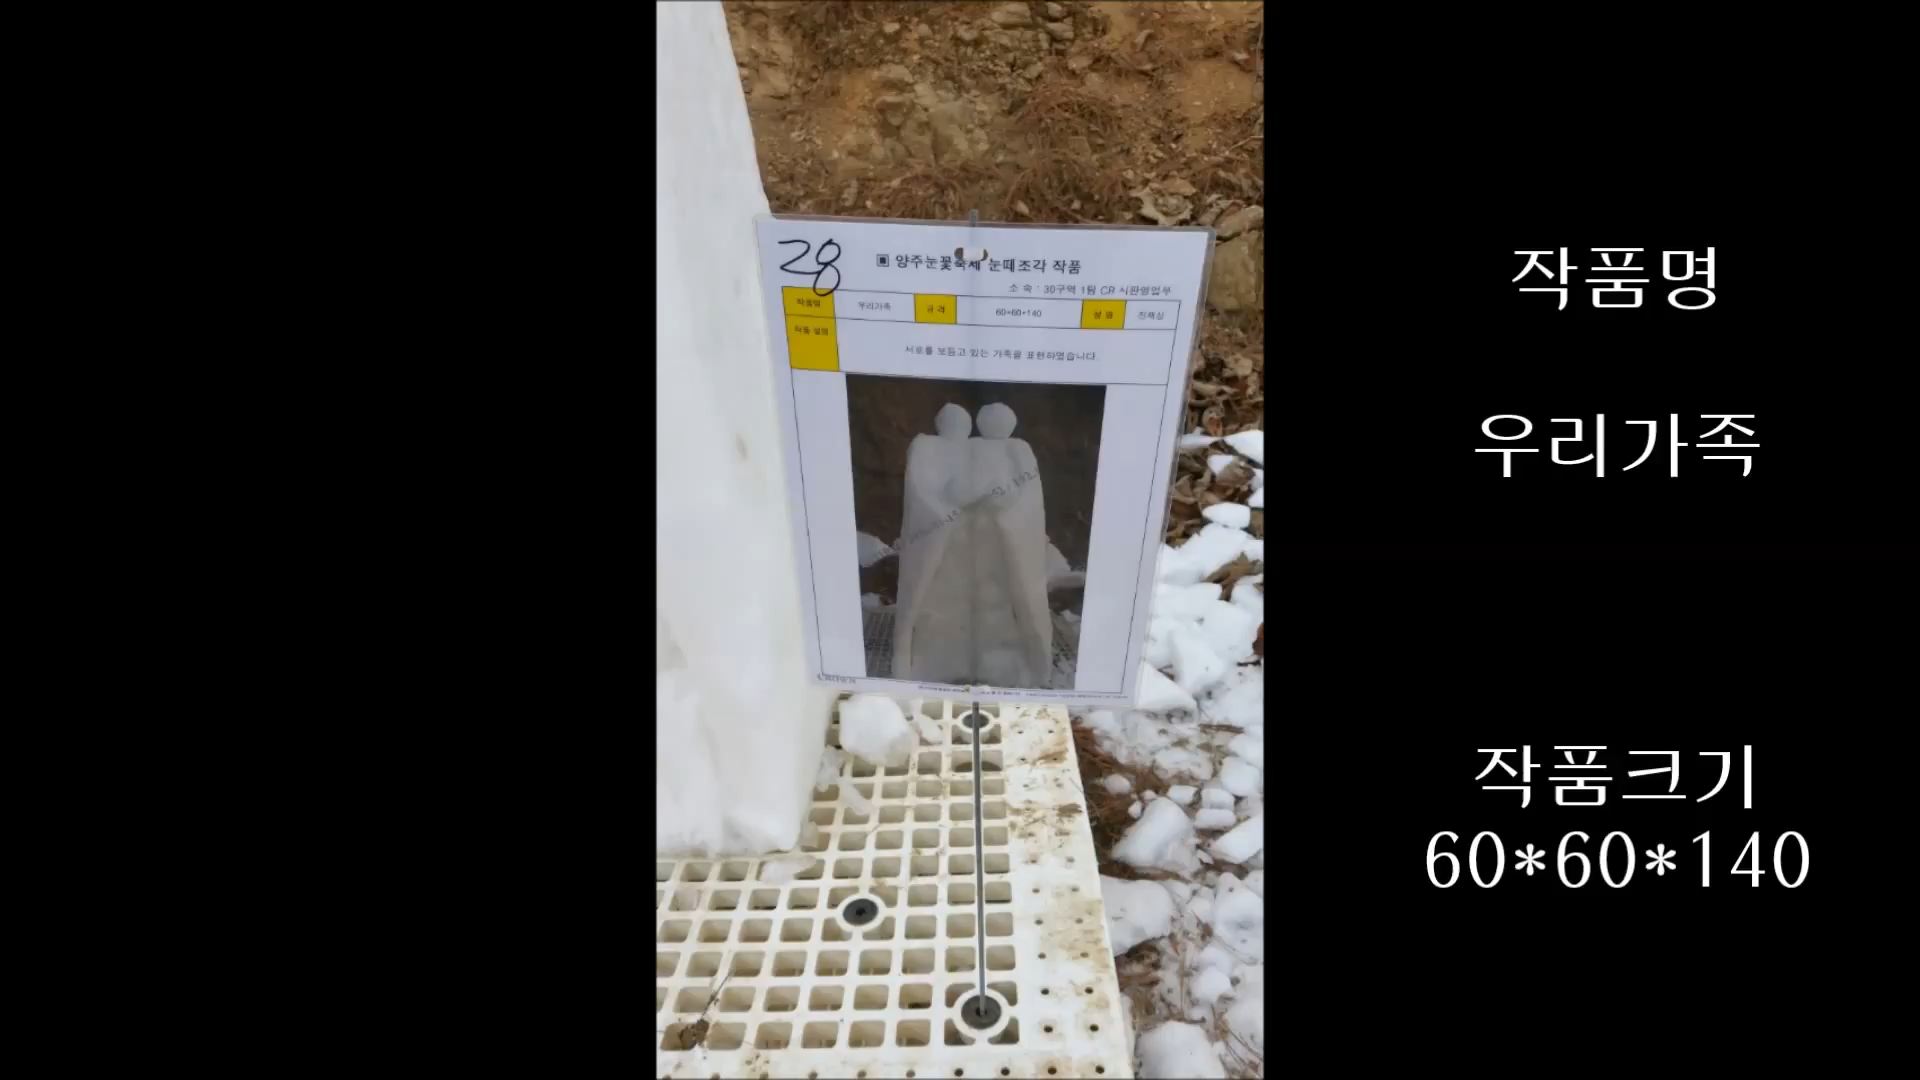 28
▣ 양주눈꽃축제 눈떼조각 작품
소 속 : 30구역 1팀 CR 시판영업부
작품명 우리가족 규 격 60*60*140 성 명
작품 설명
서로를 보듬고 있는 가족을 표현하였습니다.
CROWN
작품명
우리가족
작품크기
60*60*140